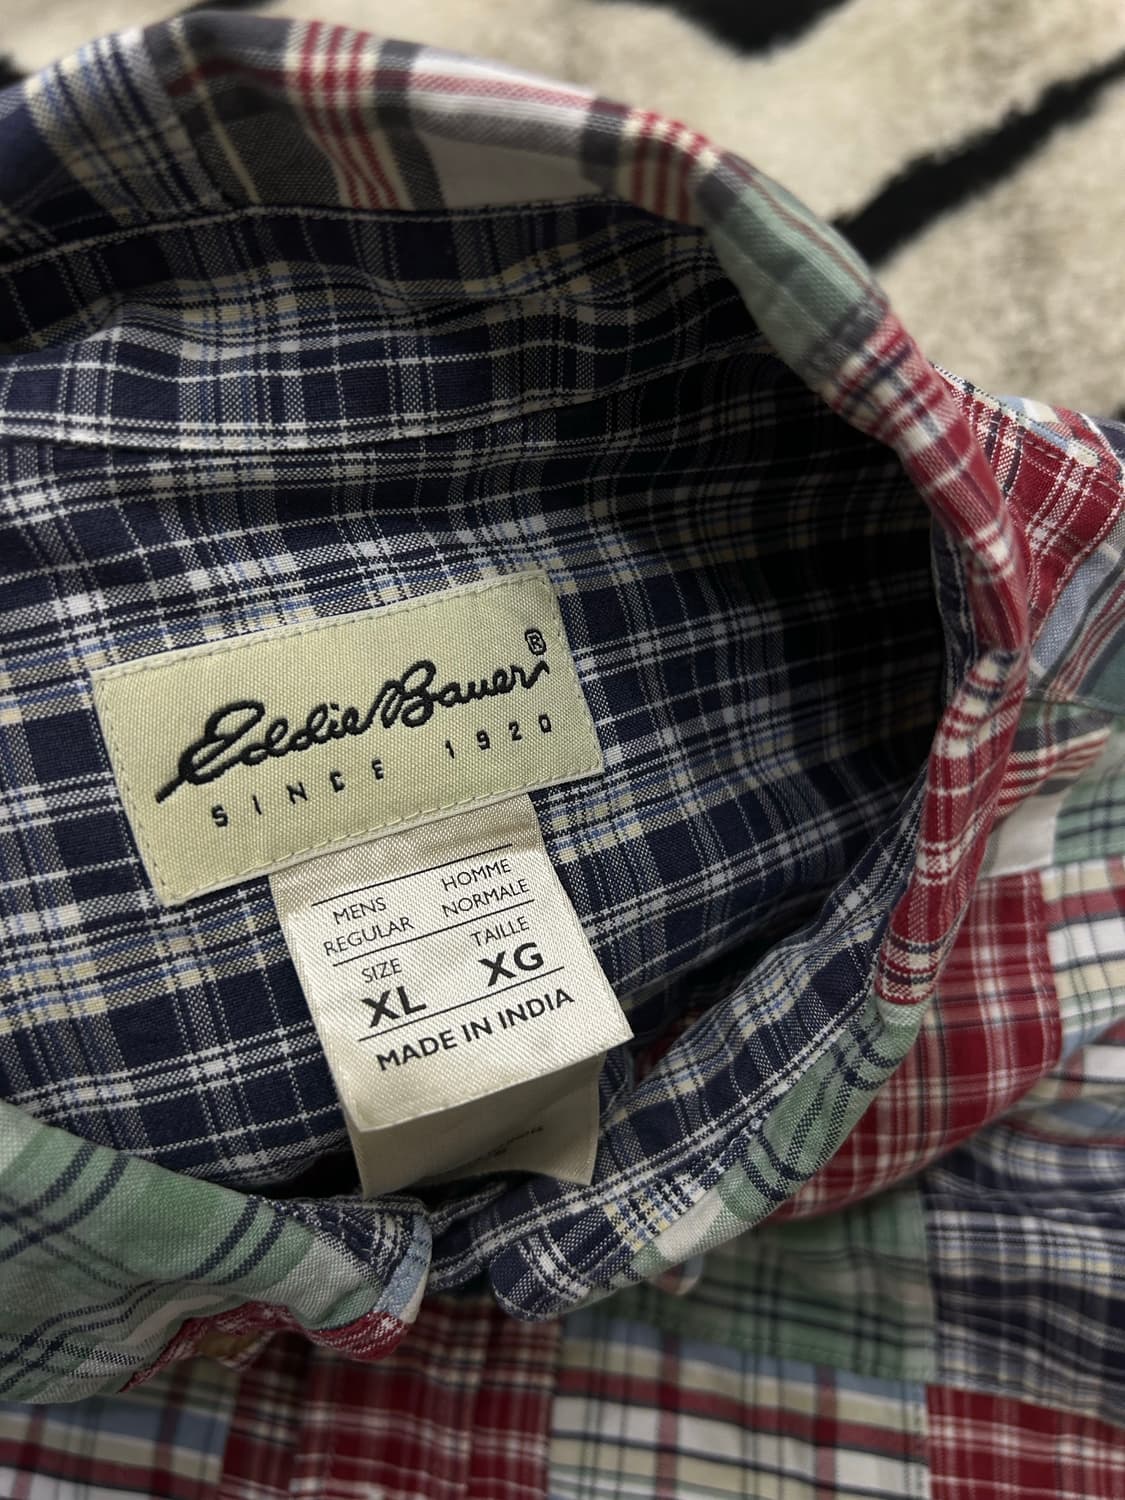 Eddie Bauer®
SINCE 1920
MENS HOMME
REGULAR NORMALE
SIZE TAILLE
XL XG
MADE IN INDIA